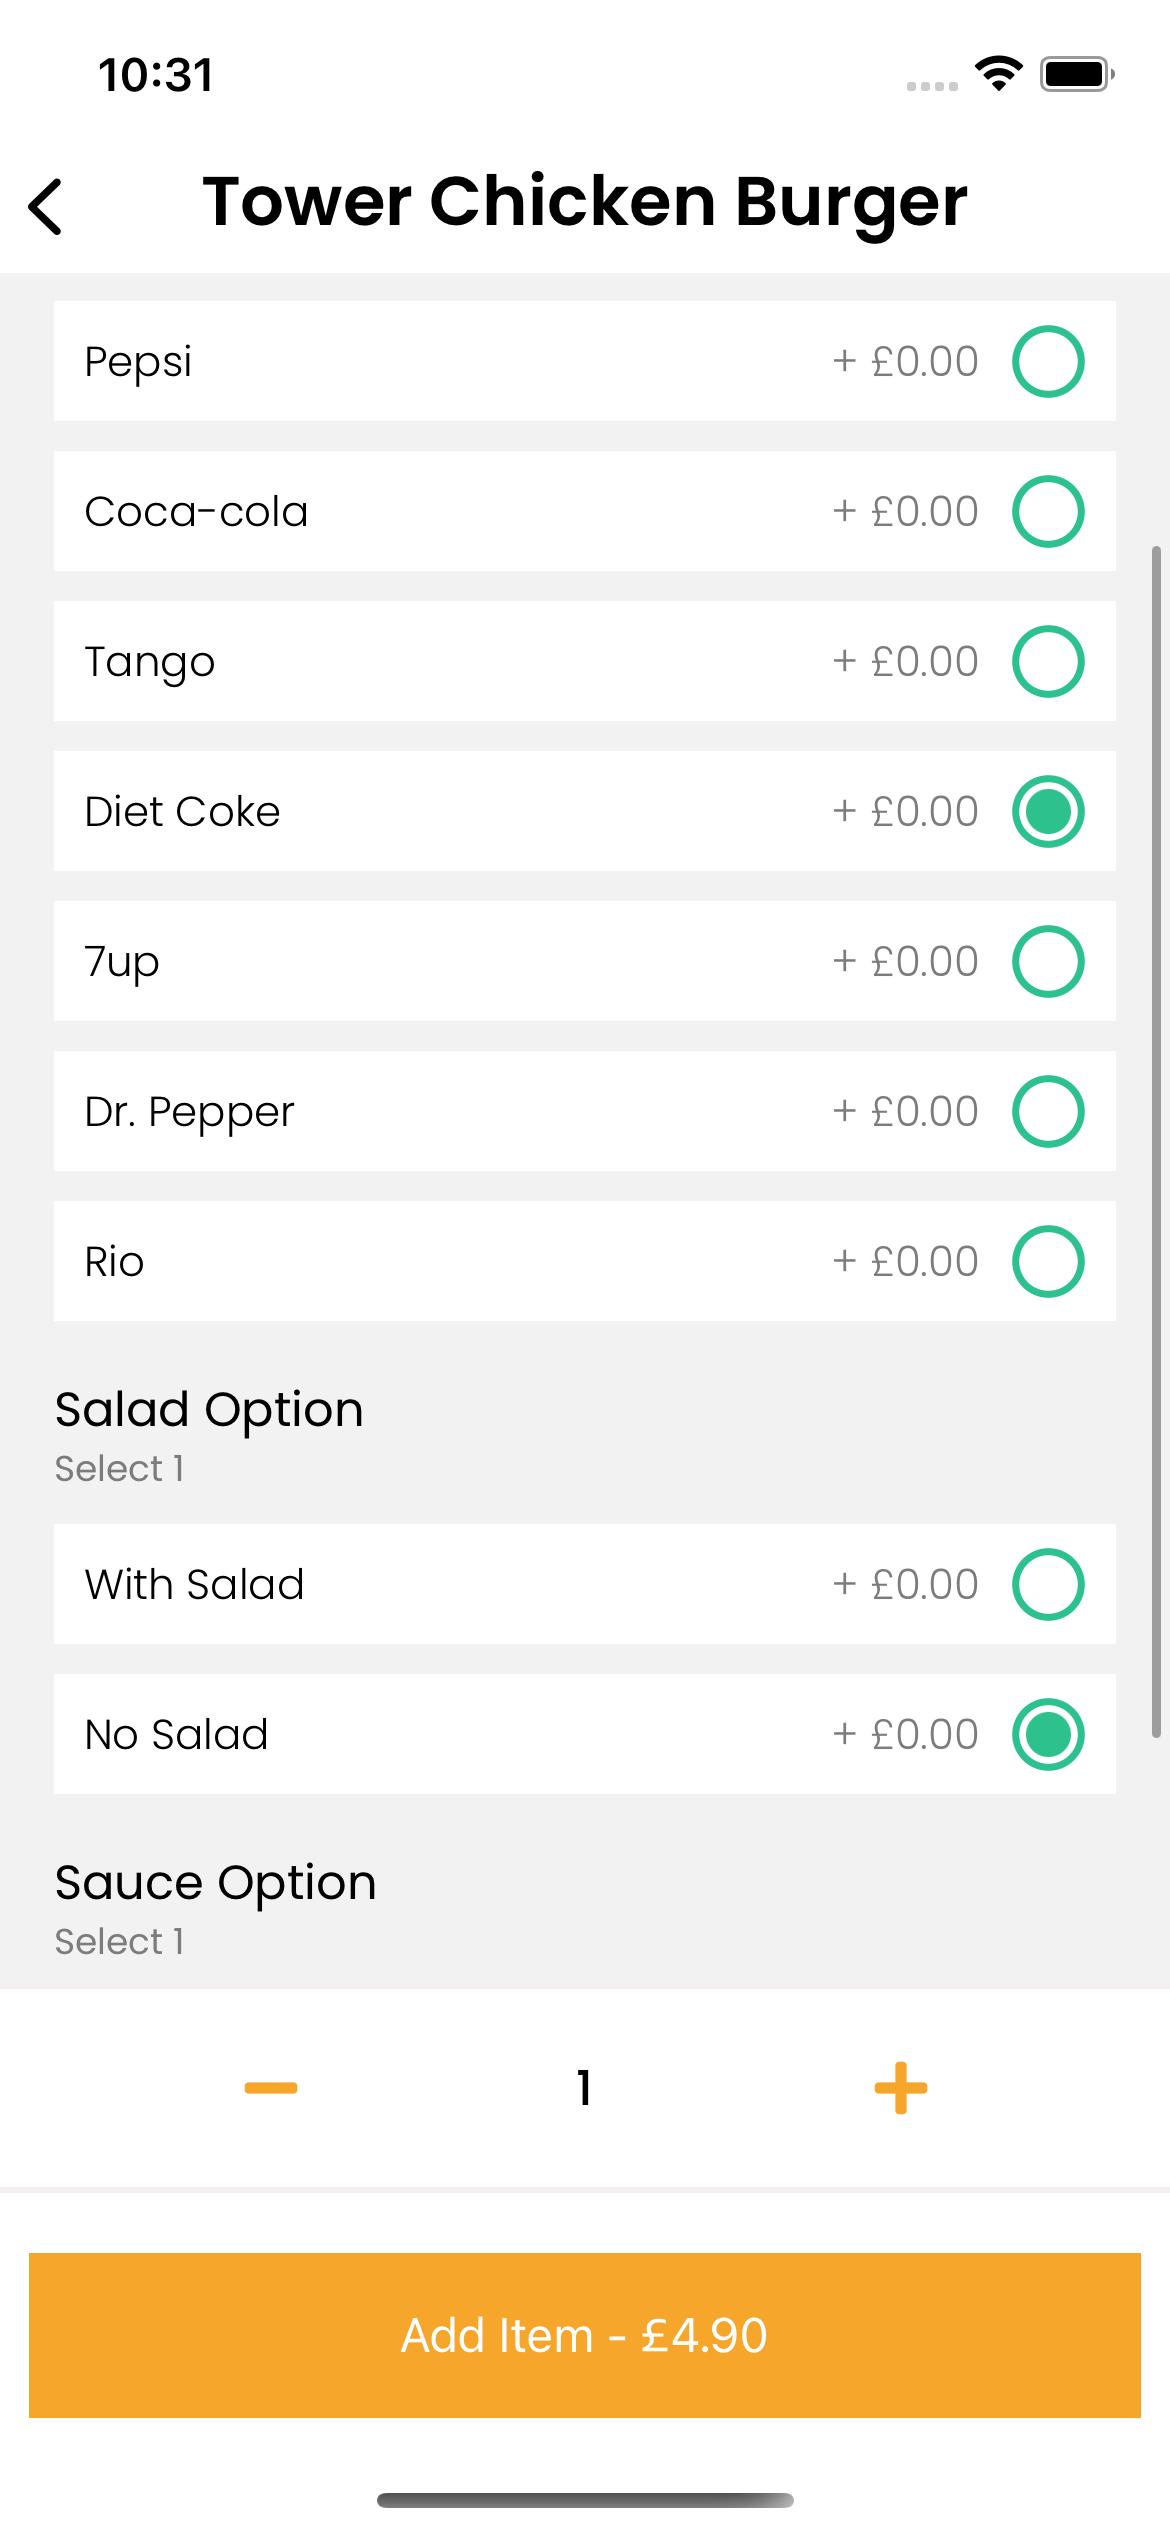 10:31
Tower Chicken Burger
Pepsi + £0.00
Coca-cola + £0.00
Tango + £0.00
Diet Coke + £0.00
7up + £0.00
Dr. Pepper + £0.00
Rio + £0.00
Salad Option
Select 1
With Salad + £0.00
No Salad + £0.00
Sauce Option
Select 1
1
Add Item - £4.90